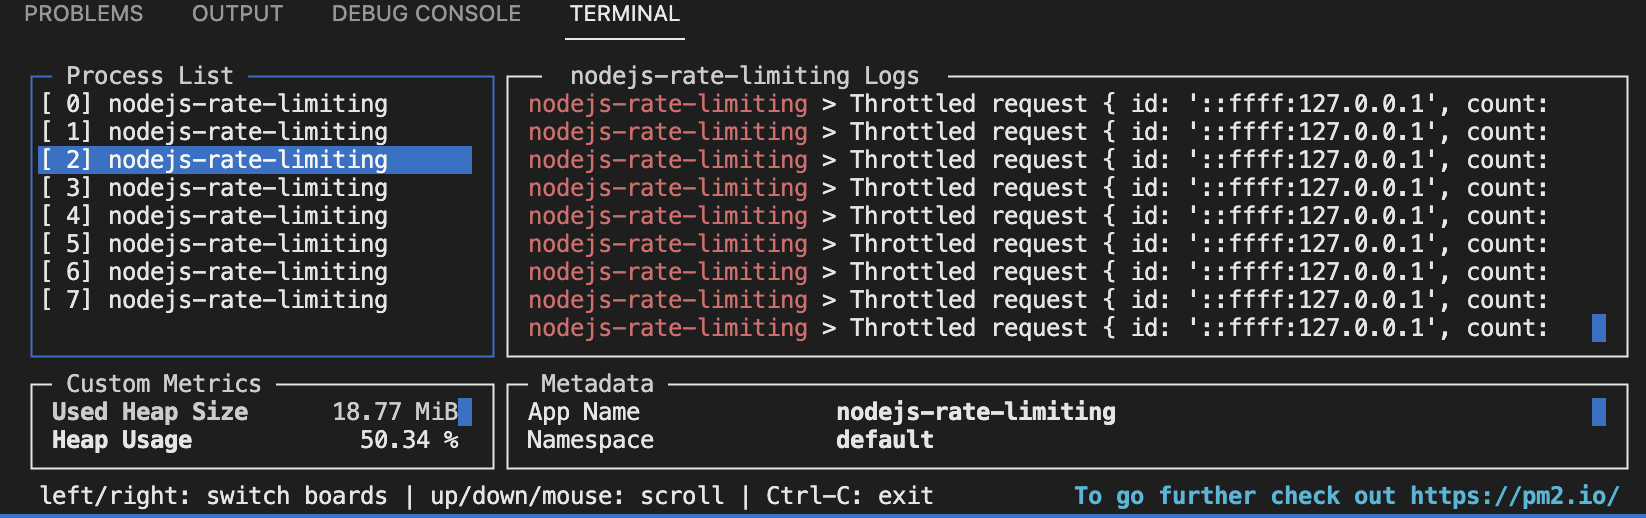 PROBLEMS OUTPUT DEBUG CONSOLE TERMINAL
Process List
[ 0] nodejs-rate-limiting
[ 1] nodejs-rate-limiting
[ 2] nodejs-rate-limiting
[ 3] nodejs-rate-limiting
[ 4] nodejs-rate-limiting
[ 5] nodejs-rate-limiting
[ 6] nodejs-rate-limiting
[ 7] nodejs-rate-limiting
nodejs-rate-limiting Logs
nodejs-rate-limiting > Throttled request { id: '::ffff:127.0.0.1', count:
nodejs-rate-limiting > Throttled request { id: '::ffff:127.0.0.1', count:
nodejs-rate-limiting > Throttled request { id: '::ffff:127.0.0.1', count:
nodejs-rate-limiting > Throttled request { id: '::ffff:127.0.0.1', count:
nodejs-rate-limiting > Throttled request { id: '::ffff:127.0.0.1', count:
nodejs-rate-limiting > Throttled request { id: '::ffff:127.0.0.1', count:
nodejs-rate-limiting > Throttled request { id: '::ffff:127.0.0.1', count:
nodejs-rate-limiting > Throttled request { id: '::ffff:127.0.0.1', count:
nodejs-rate-limiting > Throttled request { id: '::ffff:127.0.0.1', count:
Custom Metrics
Used Heap Size 18.77 MiB
Heap Usage 50.34 %
Metadata
App Name nodejs-rate-limiting
Namespace default
left/right: switch boards | up/down/mouse: scroll | Ctrl-C: exit To go further check out https://pm2.io/